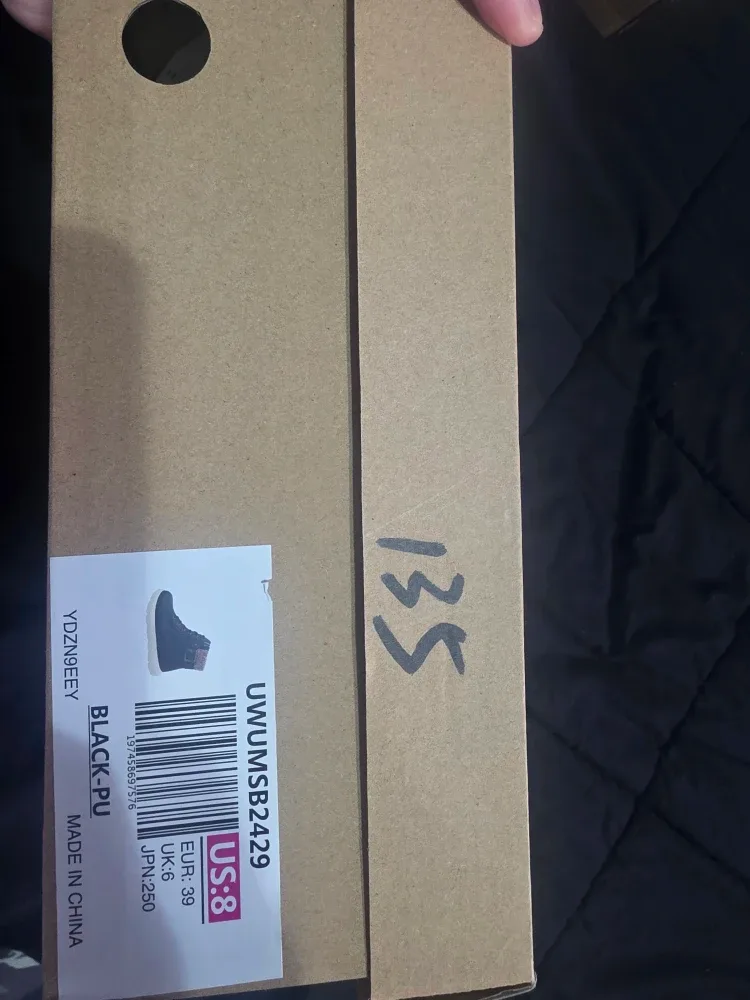 135
UWUMSB2429
US:8
EUR: 39
UK:6
JPN:250
197458697576
BLACK-PU
YDZN9EEY
MADE IN CHINA